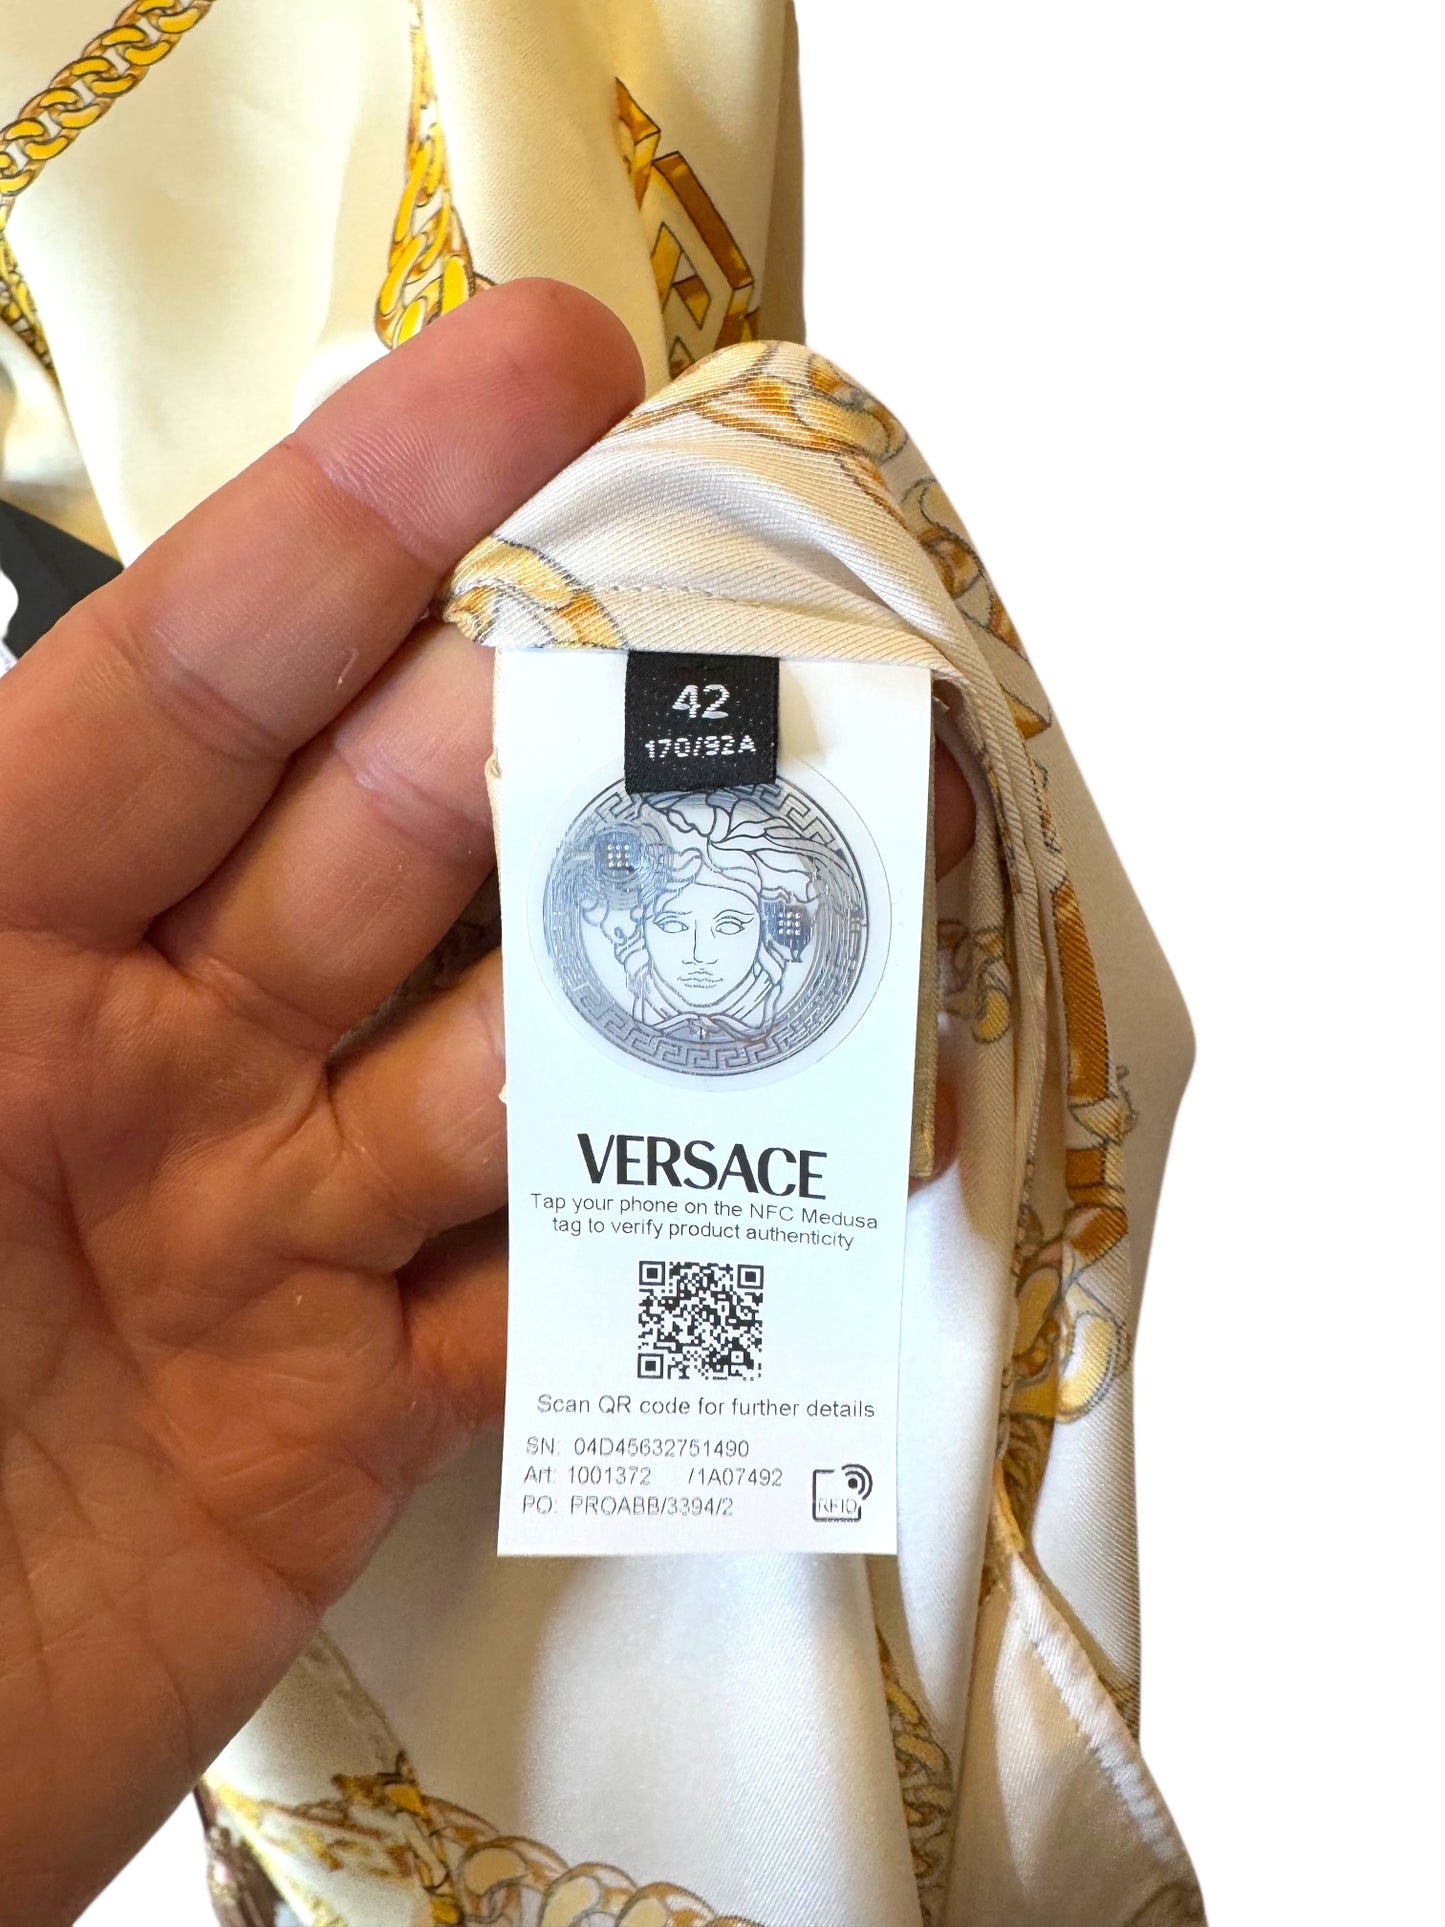 42
170/92A
VERSACE
Tap your phone on the NFC Medusa
tag to verify product authenticity
Scan QR code for further details
SN: 04D45632751490
Art: 1001372 /1A07492
PO: PROABB/3394/2
RFID